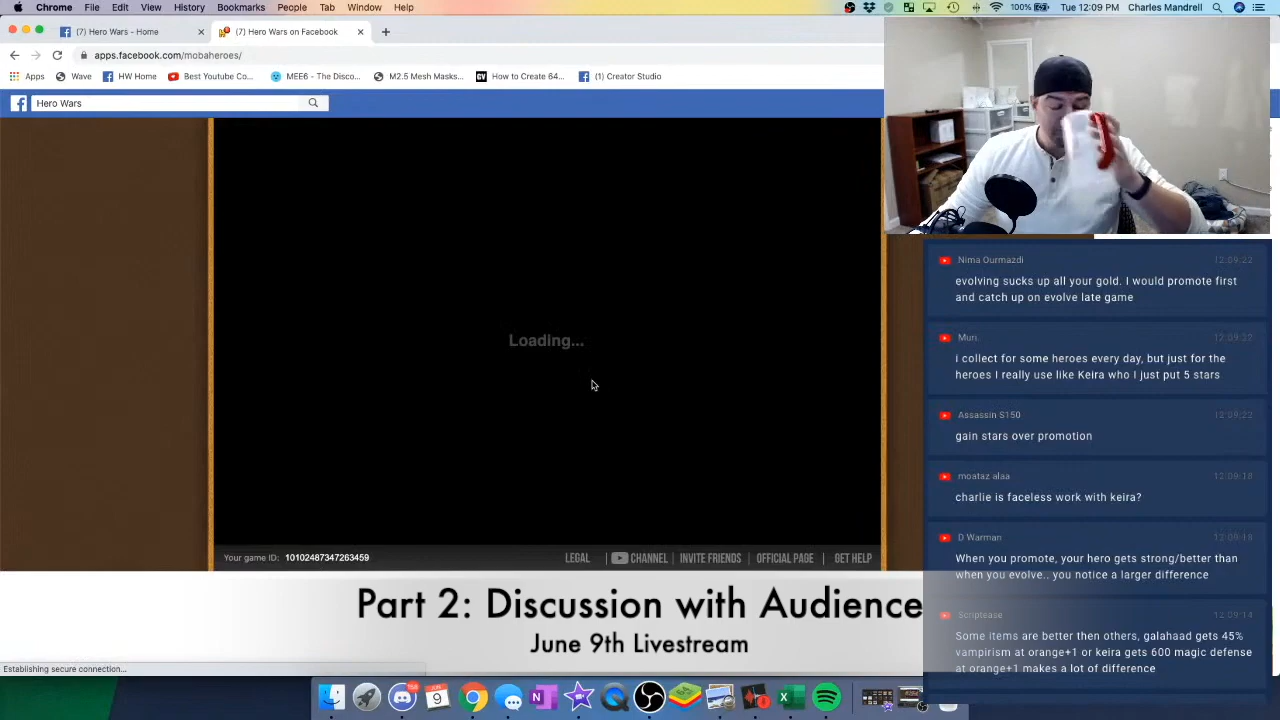 Chrome File Edit View History Bookmarks People Tab Window Help
100% Tue 12:09 PM Charles Mandrell
(7) Hero Wars - Home
(7) Hero Wars on Facebook
apps.facebook.com/mobaheroes/
Apps Wave HW Home Best Youtube Co... MEE6 - The Disco... M2.5 Mesh Masks... How to Create 64... (1) Creator Studio
Hero Wars
Loading...
Your game ID: 10102487347263459
LEGAL | CHANNEL | INVITE FRIENDS | OFFICIAL PAGE | GET HELP
Part 2: Discussion with Audience
June 9th Livestream
Establishing secure connection...
Nima Ourmazdi 12:09:22
evolving sucks up all your gold. I would promote first
and catch up on evolve late game
Muri. 12:09:22
i collect for some heroes every day, but just for the
heroes I really use like Keira who I just put 5 stars
Assassin S150 12:09:22
gain stars over promotion
moataz alaa 12:09:18
charlie is faceless work with keira?
D Warman 12:09:18
When you promote, your hero gets strong/better than
when you evolve.. you notice a larger difference
Scriptease 12:09:14
Some items are better then others, galahaad gets 45%
vampirism at orange+1 or keira gets 600 magic defense
at orange+1 makes a lot of difference